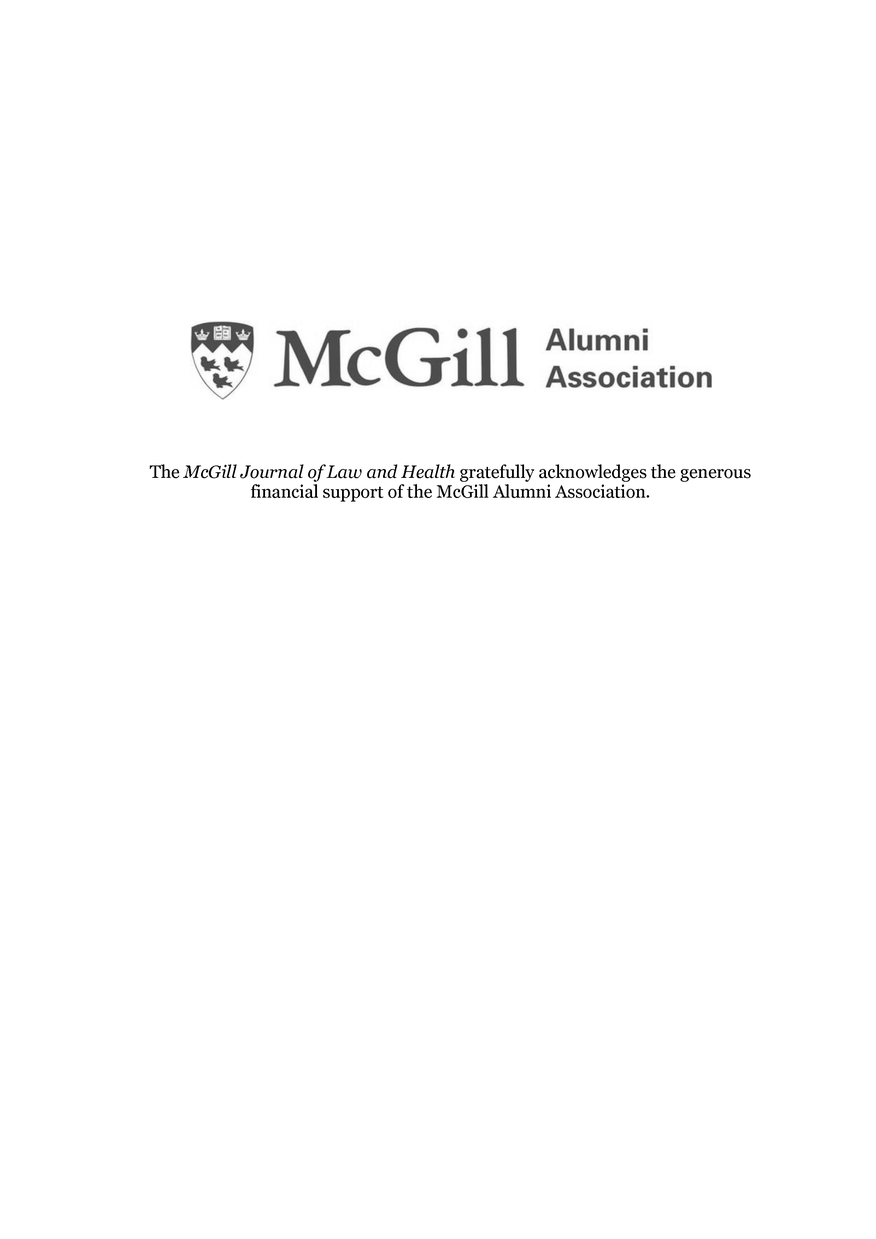 McGill
Alumni
Association
The McGill Journal of Law and Health gratefully acknowledges the generous
financial support of the McGill Alumni Association.